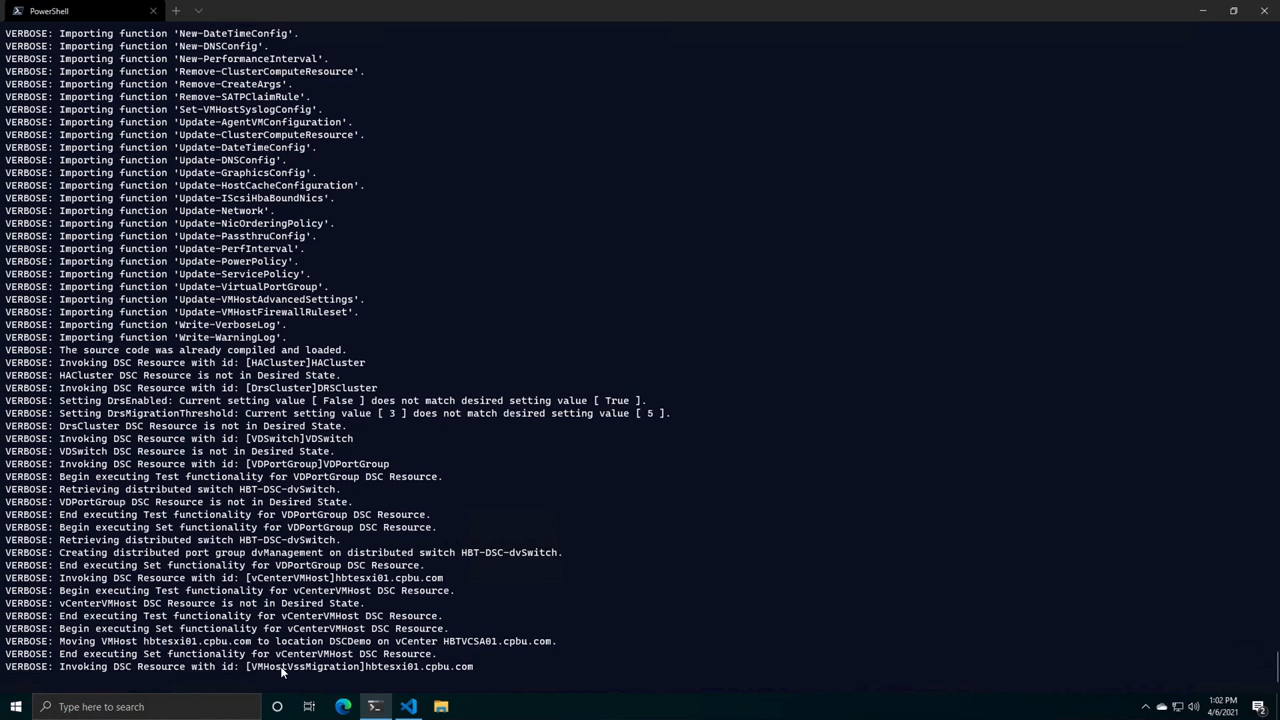 PowerShell
VERBOSE: Importing function 'New-DateTimeConfig'.
VERBOSE: Importing function 'New-DNSConfig'.
VERBOSE: Importing function 'New-PerformanceInterval'.
VERBOSE: Importing function 'Remove-ClusterComputeResource'.
VERBOSE: Importing function 'Remove-CreateArgs'.
VERBOSE: Importing function 'Remove-SATPClaimRule'.
VERBOSE: Importing function 'Set-VMHostSyslogConfig'.
VERBOSE: Importing function 'Update-AgentVMConfiguration'.
VERBOSE: Importing function 'Update-ClusterComputeResource'.
VERBOSE: Importing function 'Update-DateTimeConfig'.
VERBOSE: Importing function 'Update-DNSConfig'.
VERBOSE: Importing function 'Update-GraphicsConfig'.
VERBOSE: Importing function 'Update-HostCacheConfiguration'.
VERBOSE: Importing function 'Update-IScsiHbaBoundNics'.
VERBOSE: Importing function 'Update-Network'.
VERBOSE: Importing function 'Update-NicOrderingPolicy'.
VERBOSE: Importing function 'Update-PassthruConfig'.
VERBOSE: Importing function 'Update-PerfInterval'.
VERBOSE: Importing function 'Update-PowerPolicy'.
VERBOSE: Importing function 'Update-ServicePolicy'.
VERBOSE: Importing function 'Update-VirtualPortGroup'.
VERBOSE: Importing function 'Update-VMHostAdvancedSettings'.
VERBOSE: Importing function 'Update-VMHostFirewallRuleset'.
VERBOSE: Importing function 'Write-VerboseLog'.
VERBOSE: Importing function 'Write-WarningLog'.
VERBOSE: The source code was already compiled and loaded.
VERBOSE: Invoking DSC Resource with id: [HACluster]HACluster
VERBOSE: HACluster DSC Resource is not in Desired State.
VERBOSE: Invoking DSC Resource with id: [DrsCluster]DRSCluster
VERBOSE: Setting DrsEnabled: Current setting value [ False ] does not match desired setting value [ True ].
VERBOSE: Setting DrsMigrationThreshold: Current setting value [ 3 ] does not match desired setting value [ 5 ].
VERBOSE: DrsCluster DSC Resource is not in Desired State.
VERBOSE: Invoking DSC Resource with id: [VDSwitch]VDSwitch
VERBOSE: VDSwitch DSC Resource is not in Desired State.
VERBOSE: Invoking DSC Resource with id: [VDPortGroup]VDPortGroup
VERBOSE: Begin executing Test functionality for VDPortGroup DSC Resource.
VERBOSE: Retrieving distributed switch HBT-DSC-dvSwitch.
VERBOSE: VDPortGroup DSC Resource is not in Desired State.
VERBOSE: End executing Test functionality for VDPortGroup DSC Resource.
VERBOSE: Begin executing Set functionality for VDPortGroup DSC Resource.
VERBOSE: Retrieving distributed switch HBT-DSC-dvSwitch.
VERBOSE: Creating distributed port group dvManagement on distributed switch HBT-DSC-dvSwitch.
VERBOSE: End executing Set functionality for VDPortGroup DSC Resource.
VERBOSE: Invoking DSC Resource with id: [vCenterVMHost]hbtesxi01.cpbu.com
VERBOSE: Begin executing Test functionality for vCenterVMHost DSC Resource.
VERBOSE: vCenterVMHost DSC Resource is not in Desired State.
VERBOSE: End executing Test functionality for vCenterVMHost DSC Resource.
VERBOSE: Begin executing Set functionality for vCenterVMHost DSC Resource.
VERBOSE: Moving VMHost hbtesxi01.cpbu.com to location DSCDemo on vCenter HBTVCSA01.cpbu.com.
VERBOSE: End executing Set functionality for vCenterVMHost DSC Resource.
VERBOSE: Invoking DSC Resource with id: [VMHostVssMigration]hbtesxi01.cpbu.com
Type here to search
1:02 PM
4/6/2021
2